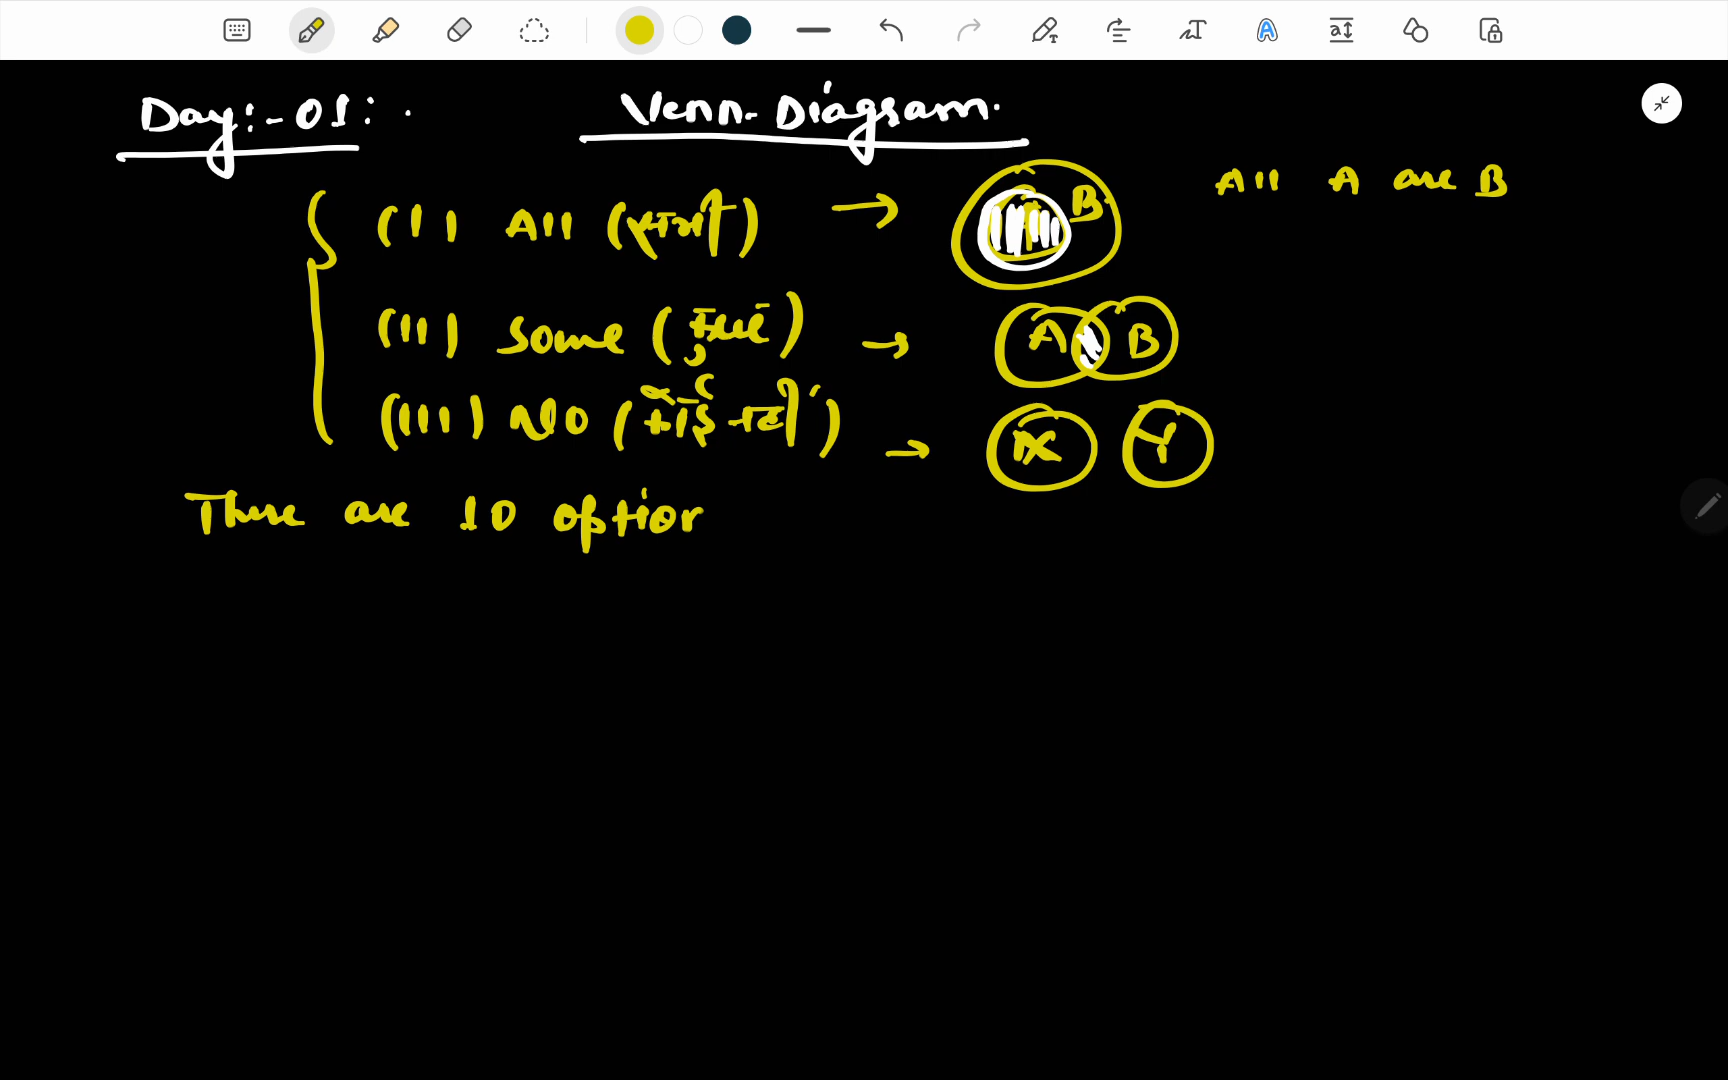 Day:-01:. Venn-Diagram.
(I) All (सभी) → A B All A are B
(II) Some (कुछ) → A B
(III) No (कोई नहीं) → X Y
There are 10 option